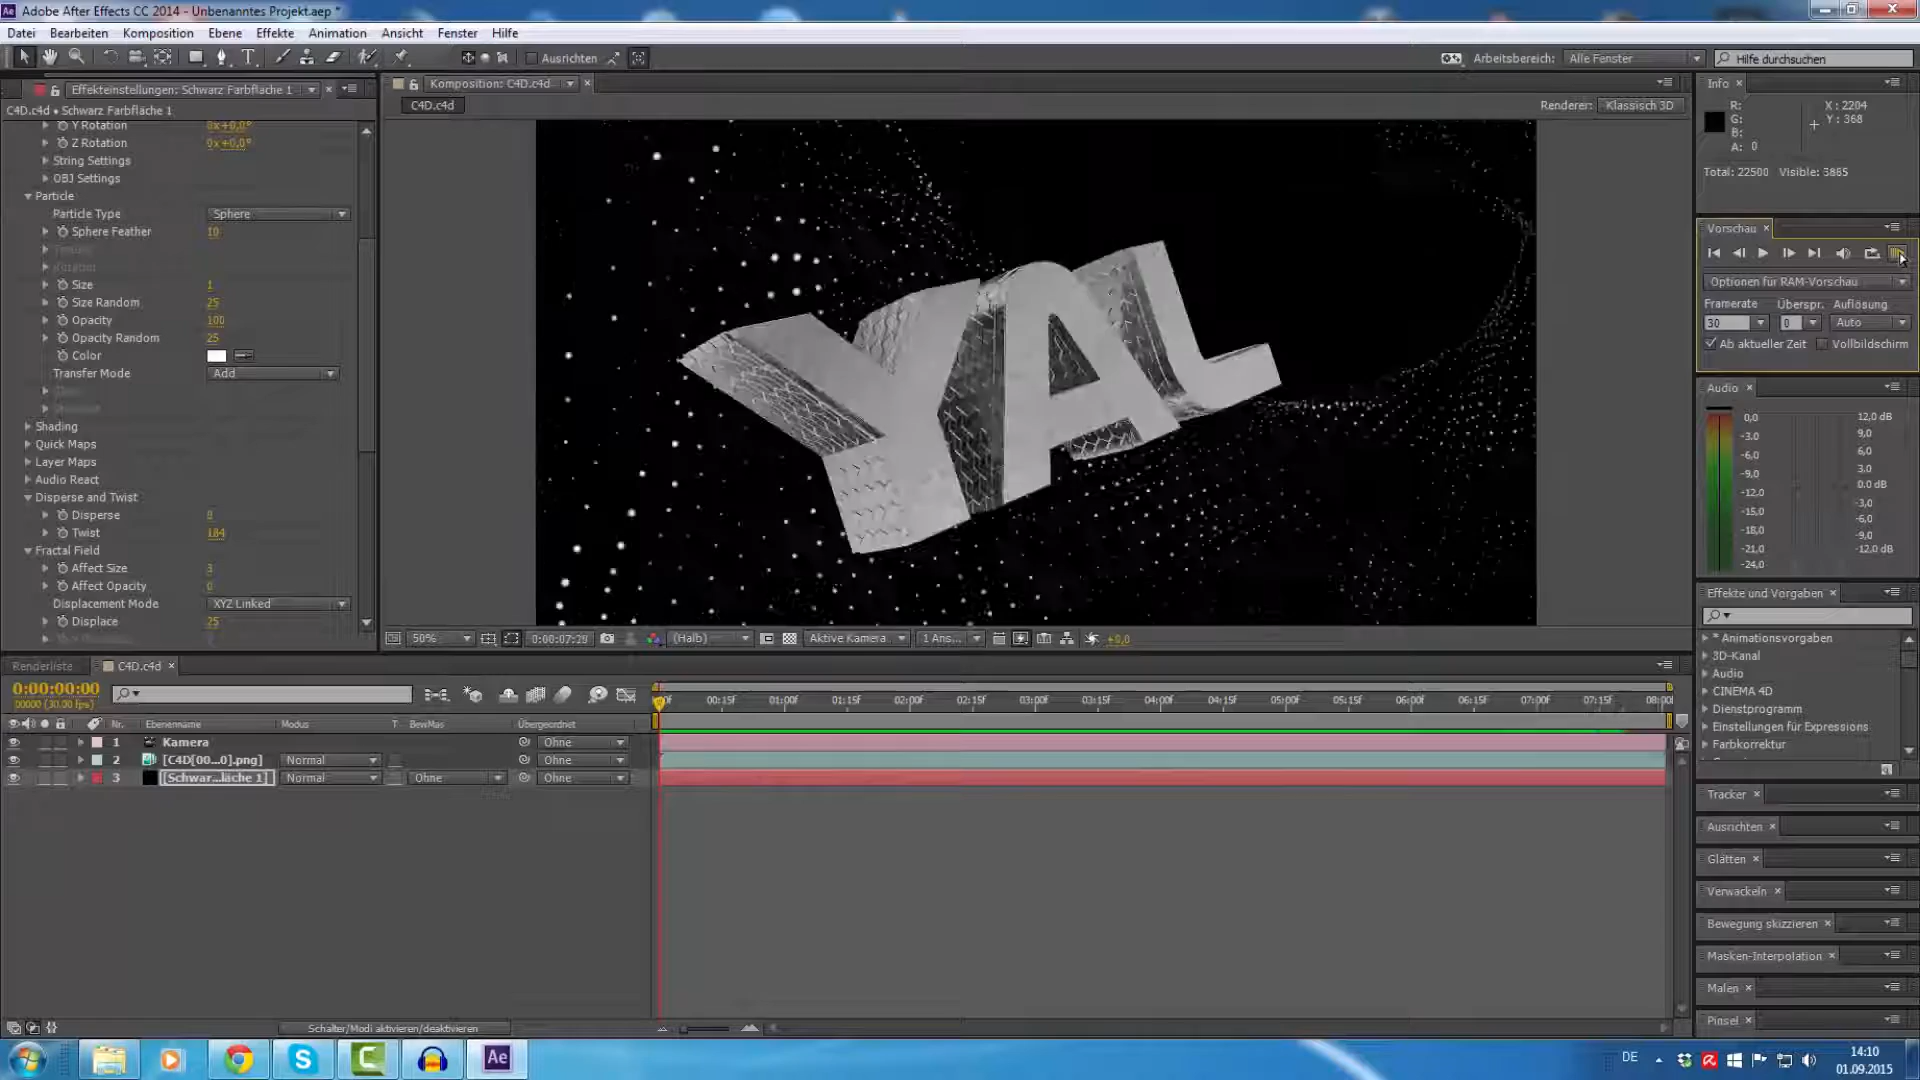 Adobe After Effects CC 2014 - Unbenanntes Projekt.aep *
Datei Bearbeiten Komposition Ebene Effekte Animation Ansicht Fenster Hilfe
Ausrichten
Arbeitsbereich: Alle Fenster
Hilfe durchsuchen
Effekteinstellungen: Schwarz Farbfläche 1
C4D.c4d • Schwarz Farbfläche 1
Y Rotation 0x+0,0°
Z Rotation 0x+0,0°
String Settings
OBJ Settings
Particle
Particle Type Sphere
Sphere Feather 10
Size 1
Size Random 25
Opacity 100
Opacity Random 25
Color
Transfer Mode Add
Shading
Quick Maps
Layer Maps
Audio React
Disperse and Twist
Disperse 0
Twist 184
Fractal Field
Affect Size 3
Affect Opacity 0
Displacement Mode XYZ Linked
Displace 25
Komposition: C4D.c4d
C4D.c4d
Renderer: Klassisch 3D
YAL
50% 0:00:07:29 (Halb) Aktive Kamera 1 Ans... +0,0
Info
R: X : 2204
G: Y : 368
B:
A: 0
Total: 22500 Visible: 3885
Vorschau
Optionen für RAM-Vorschau
Framerate Überspr. Auflösung
30 0 Auto
Ab aktueller Zeit Vollbildschirm
Audio
0,0 12,0 dB
-3,0 9,0
-6,0 6,0
-9,0 3,0
-12,0 0,0 dB
-15,0 -3,0
-18,0 -6,0
-21,0 -9,0
-24,0 -12,0 dB
Effekte und Vorgaben
* Animationsvorgaben
3D-Kanal
Audio
CINEMA 4D
Dienstprogramm
Einstellungen für Expressions
Farbkorrektur
Tracker
Ausrichten
Glätten
Verwackeln
Bewegung skizzieren
Masken-Interpolation
Malen
Pinsel
Renderliste C4D.c4d
0:00:00:00
00000 (30.00 fps)
00:15f 01:00f 01:15f 02:00f 02:15f 03:00f 03:15f 04:00f 04:15f 05:00f 05:15f 06:00f 06:15f 07:00f 07:15f 08:00f
Nr. Ebenenname Modus T BewMas Übergeordnet
1 Kamera Ohne
2 [C4D[00...0].png] Normal Ohne
3 [Schwar...läche 1] Normal Ohne Ohne
Schalter/Modi aktivieren/deaktivieren
Ae
DE
14:10
01.09.2015